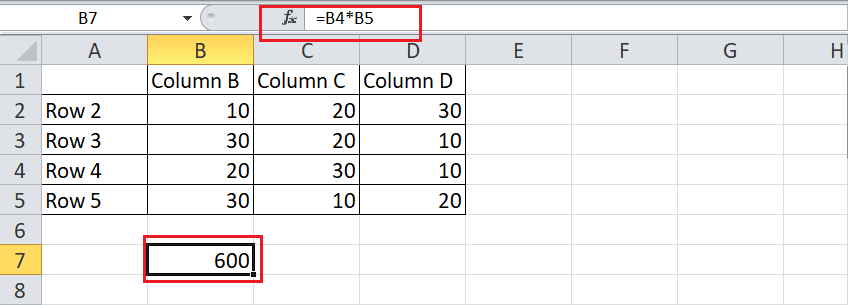 B7 fx =B4*B5
A B C D E F G H
1 Column B Column C Column D
2 Row 2 10 20 30
3 Row 3 30 20 10
4 Row 4 20 30 10
5 Row 5 30 10 20
6
7 600
8